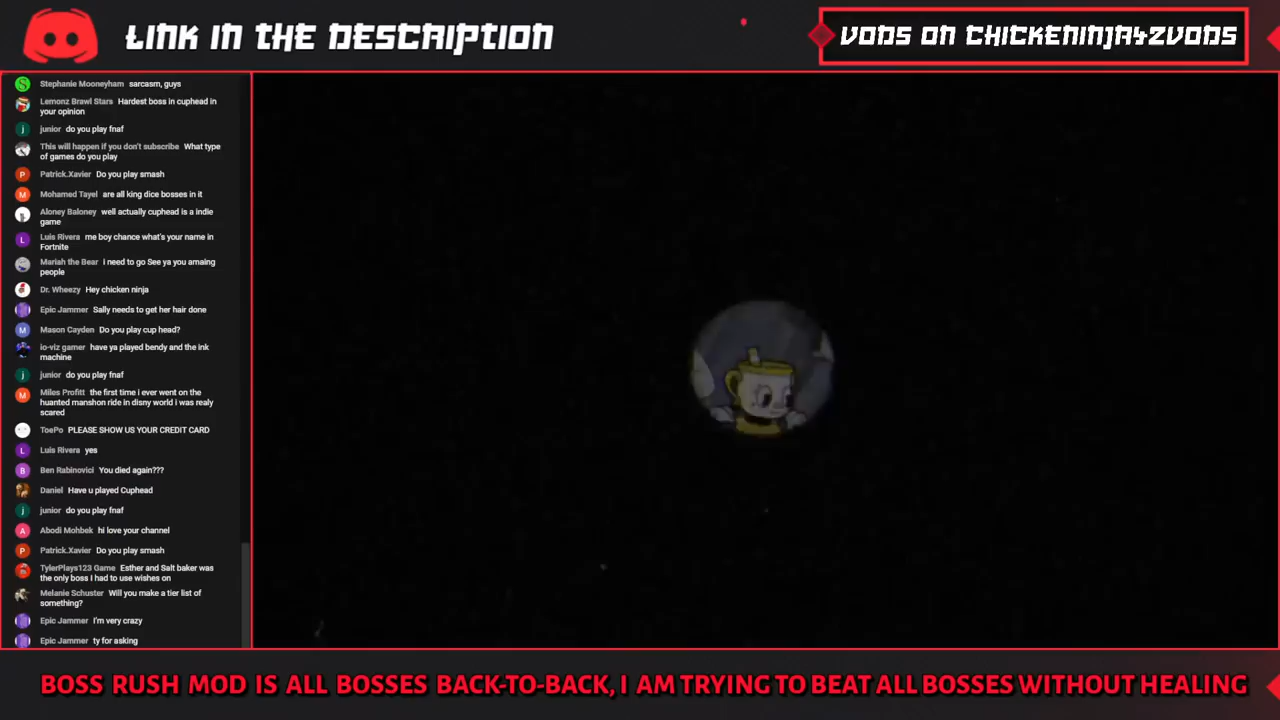 LINK IN THE DESCRIPTION
VODS ON CHICKENINJA42VODS
Stephanie Mooneyham sarcasm, guys
Lemonz Brawl Stars Hardest boss in cuphead in
your opinion
junior do you play fnaf
This will happen if you don't subscribe What type
of games do you play
Patrick.Xavier Do you play smash
Mohamed Tayel are all king dice bosses in it
Aloney Baloney well actually cuphead is a indie
game
Luis Rivera me boy chance what's your name in
Fortnite
Mariah the Bear i need to go See ya you amaing
people
Dr. Wheezy Hey chicken ninja
Epic Jammer Sally needs to get her hair done
Mason Cayden Do you play cup head?
io-viz gamer have ya played bendy and the ink
machine
junior do you play fnaf
Miles Profitt the first time i ever went on the
huanted manshon ride in disny world i was realy
scared
ToePo PLEASE SHOW US YOUR CREDIT CARD
Luis Rivera yes
Ben Rabinovici You died again???
Daniel Have u played Cuphead
junior do you play fnaf
Abodi Mohbek hi love your channel
Patrick.Xavier Do you play smash
TylerPlays123 Game Esther and Salt baker was
the only boss I had to use wishes on
Melanie Schuster Will you make a tier list of
something?
Epic Jammer I'm very crazy
Epic Jammer ty for asking
BOSS RUSH MOD IS ALL BOSSES BACK-TO-BACK, I AM TRYING TO BEAT ALL BOSSES WITHOUT HEALING